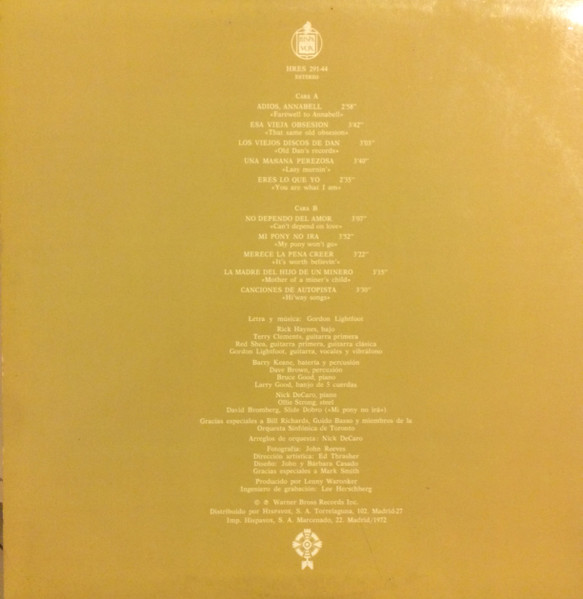 HRES 291-44
ESTEREO
Cara A
ADIOS, ANNABELL 2'58"
«Farewell to Annabell»
ESA VIEJA OBSESION 3'42"
«That same old obsesion»
LOS VIEJOS DISCOS DE DAN 3'05"
«Old Dan's records»
UNA MAÑANA PEREZOSA 3'40"
«Lazy mornin'»
ERES LO QUE YO 2'35"
«You are what I am»
Cara B
NO DEPENDO DEL AMOR 3'07"
«Can't depend on love»
MI PONY NO IRA 3'52"
«My pony won't go»
MERECE LA PENA CREER 3'22"
«It's worth believin'»
LA MADRE DEL HIJO DE UN MINERO 3'15"
«Mother of a miner's child»
CANCIONES DE AUTOPISTA 3'30"
«Hi'way songs»
Letra y música: Gordon Lightfoot
Rick Haynes, bajo
Terry Clements, guitarra primera
Red Shea, guitarra primera, guitarra clásica
Gordon Lightfoot, guitarra, vocales y vibráfono
Barry Keane, batería y percusión
Dave Brown, percusión
Bruce Good, piano
Larry Good, banjo de 5 cuerdas
Nick DeCaro, piano
Ollie Strong, steel
David Bromberg, Slide Dobro («Mi pony no irá»)
Gracias especiales a Bill Richards, Guido Basso y miembros de la
Orquesta Sinfónica de Toronto
Arreglos de orquesta: Nick DeCaro
Fotografía: John Reeves
Dirección artística: Ed Thrasher
Diseño: John y Bárbara Casado
Gracias especiales a Mark Smith
Producido por Lenny Waronker
Ingeniero de grabación: Lee Herschberg
© ℗ Warner Bross Records Inc.
Distribuido por Hispavox, S. A. Torrelaguna, 102. Madrid-27
Imp. Hispavox, S. A. Maldonado, 22. Madrid, 1972